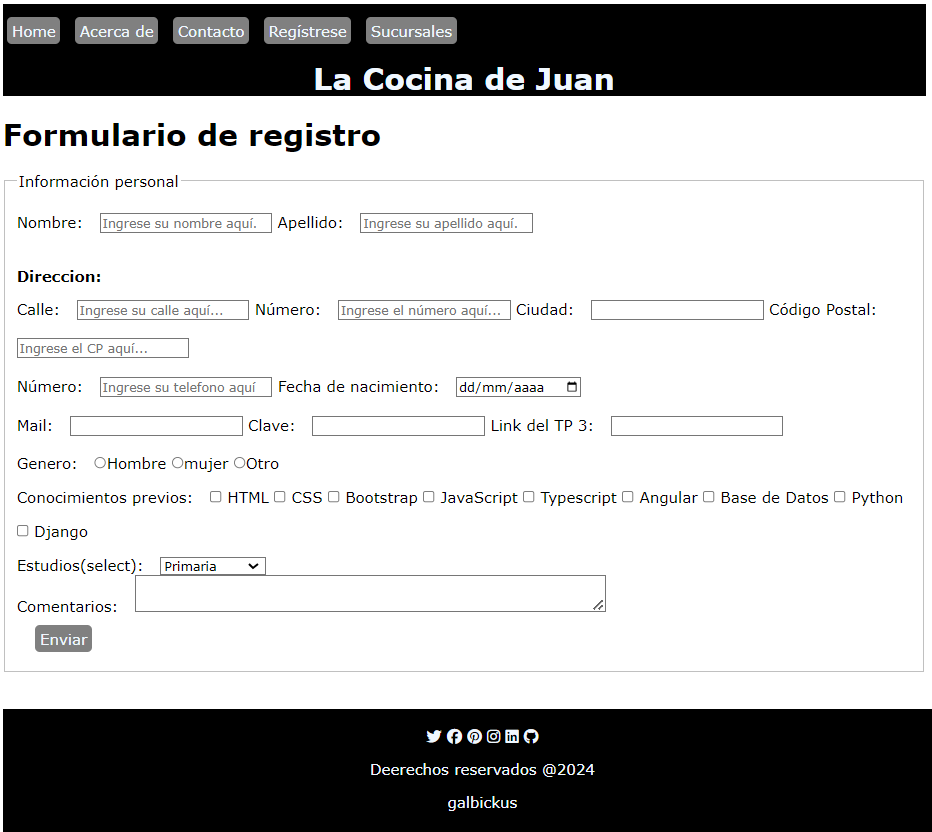 Home Acerca de Contacto Regístrese Sucursales
La Cocina de Juan
Formulario de registro
Información personal
Nombre: Ingrese su nombre aquí. Apellido: Ingrese su apellido aquí.
Direccion:
Calle: Ingrese su calle aquí... Número: Ingrese el número aquí... Ciudad: Código Postal:
Ingrese el CP aquí...
Número: Ingrese su telefono aquí Fecha de nacimiento: dd/mm/aaaa
Mail: Clave: Link del TP 3:
Genero: Hombre mujer Otro
Conocimientos previos: HTML CSS Bootstrap JavaScript Typescript Angular Base de Datos Python
Django
Estudios(select): Primaria
Comentarios:
Enviar
Deerechos reservados @2024
galbickus